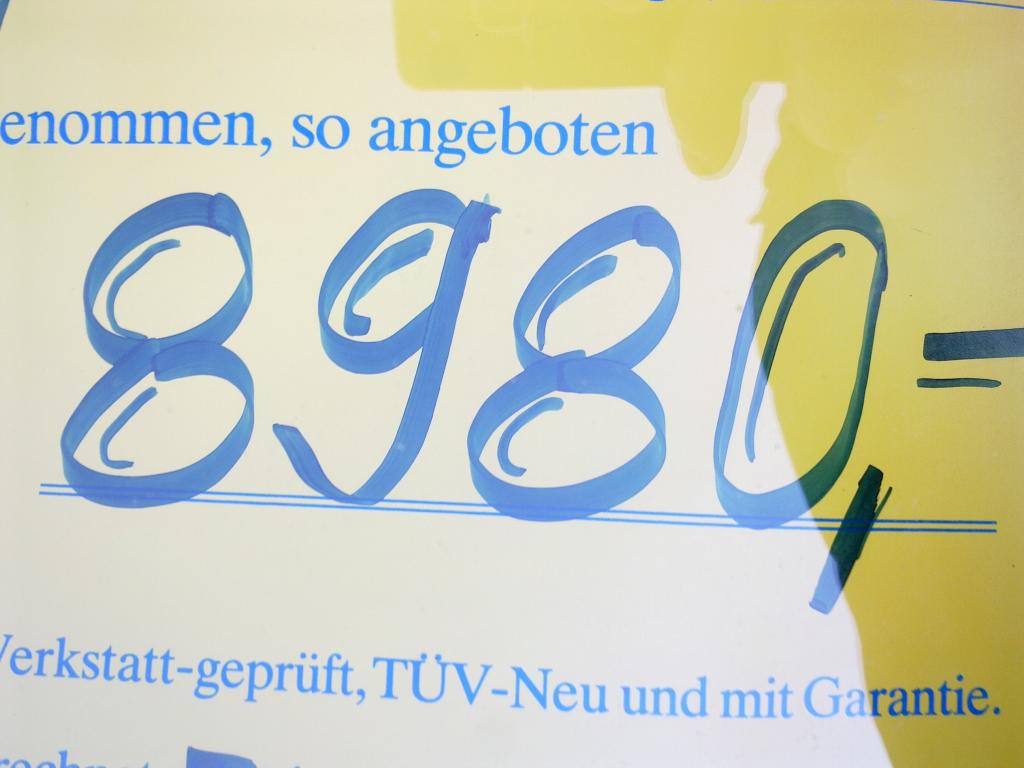 enommen, so angeboten
8980,-
Werkstatt-geprüft, TÜV-Neu und mit Garantie.